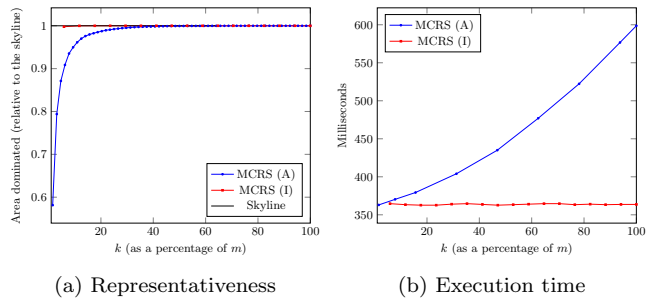 Area dominated (relative to the skyline)
1
0.9
0.8
0.7
0.6
MCRS (A)
MCRS (I)
Skyline
20 40 60 80 100
k (as a percentage of m)
(a) Representativeness
Milliseconds
600
550
500
450
400
350
MCRS (A)
MCRS (I)
20 40 60 80 100
k (as a percentage of m)
(b) Execution time